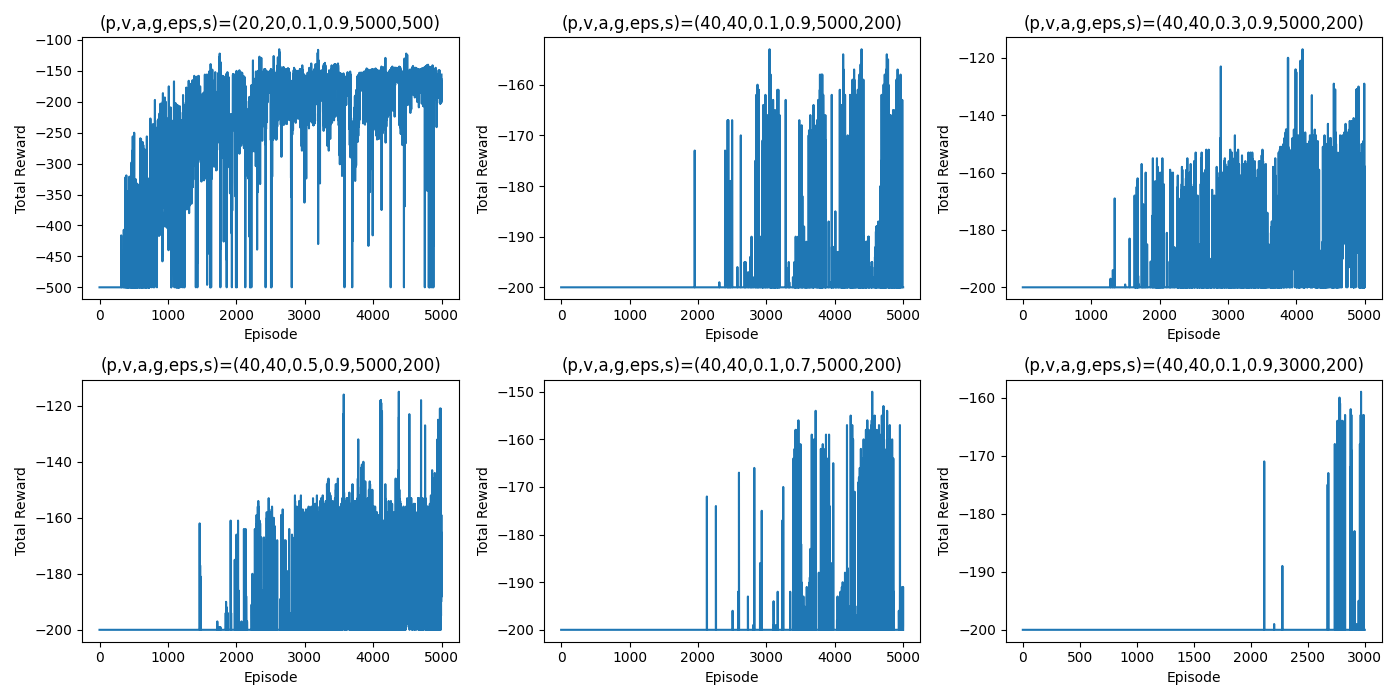 (p,v,a,g,eps,s)=(20,20,0.1,0.9,5000,500)
−100
−150
−200
−250
−300
−350
−400
−450
−500
Total Reward
0 1000 2000 3000 4000 5000
Episode
(p,v,a,g,eps,s)=(40,40,0.1,0.9,5000,200)
−160
−170
−180
−190
−200
Total Reward
0 1000 2000 3000 4000 5000
Episode
(p,v,a,g,eps,s)=(40,40,0.3,0.9,5000,200)
−120
−140
−160
−180
−200
Total Reward
0 1000 2000 3000 4000 5000
Episode
(p,v,a,g,eps,s)=(40,40,0.5,0.9,5000,200)
−120
−140
−160
−180
−200
Total Reward
0 1000 2000 3000 4000 5000
Episode
(p,v,a,g,eps,s)=(40,40,0.1,0.7,5000,200)
−150
−160
−170
−180
−190
−200
Total Reward
0 1000 2000 3000 4000 5000
Episode
(p,v,a,g,eps,s)=(40,40,0.1,0.9,3000,200)
−160
−170
−180
−190
−200
Total Reward
0 500 1000 1500 2000 2500 3000
Episode